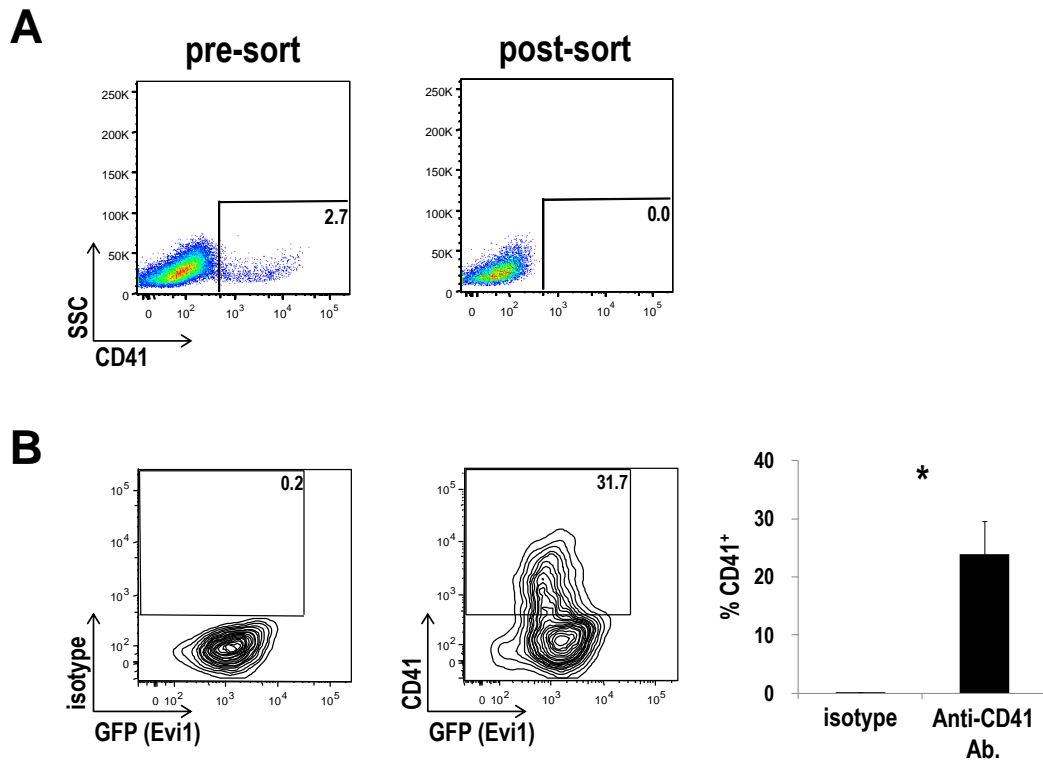 A
pre-sort
post-sort
250K
200K
150K
100K
50K
0
2.7
0 10² 10³ 10⁴ 10⁵
SSC
CD41
250K
200K
150K
100K
50K
0
0.0
0 10² 10³ 10⁴ 10⁵
B
10⁵
10⁴
10³
10²
0
0.2
0 10² 10³ 10⁴ 10⁵
isotype
GFP (Evi1)
10⁵
10⁴
10³
10²
0
31.7
0 10² 10³ 10⁴ 10⁵
CD41
GFP (Evi1)
40
30
20
10
0
% CD41⁺
*
isotype
Anti-CD41
Ab.